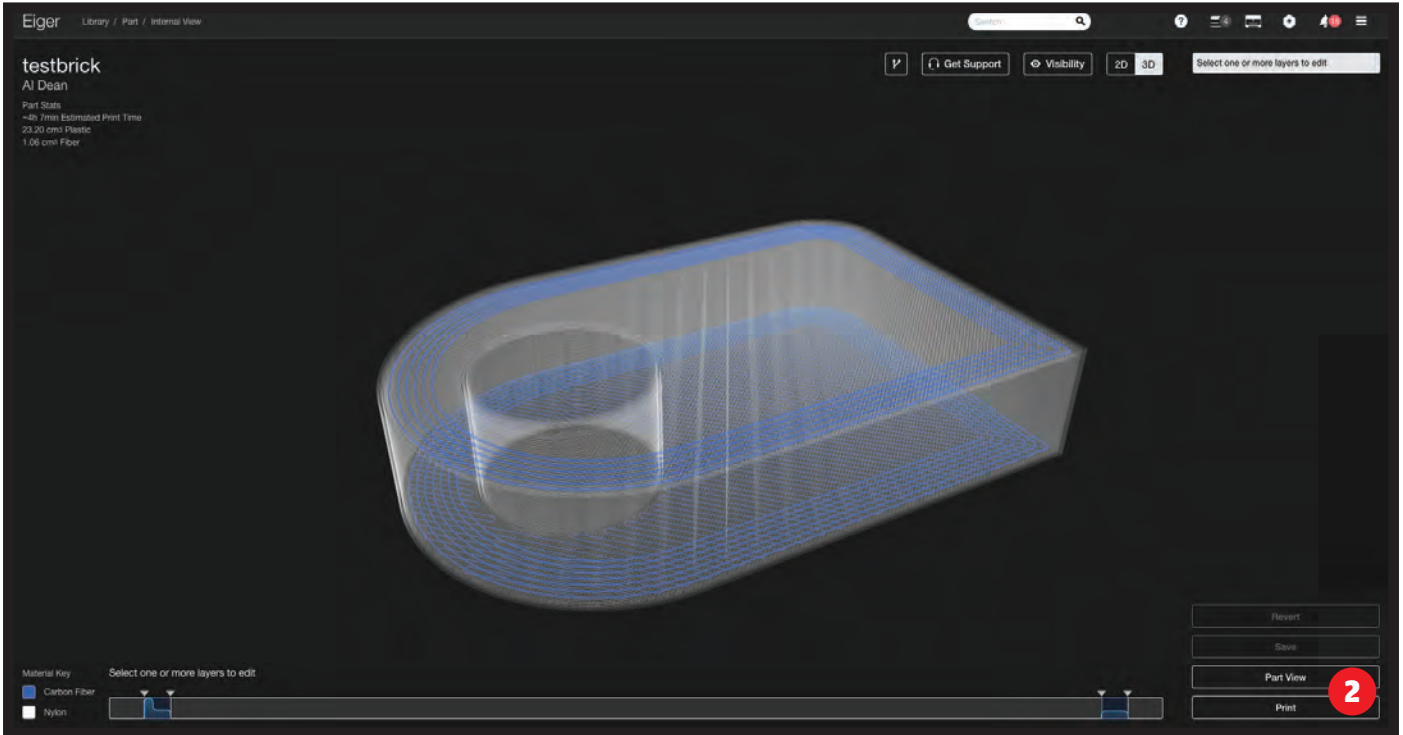 Eiger
Library / Part / Internal View
Search
4
testbrick
Al Dean
Part Stats
~4h 7min Estimated Print Time
23.20 cm3 Plastic
1.06 cm3 Fiber
Get Support
Visibility
2D 3D
Select one or more layers to edit
Revert
Save
Part View
Print
2
Material Key
Select one or more layers to edit
Carbon Fiber
Nylon